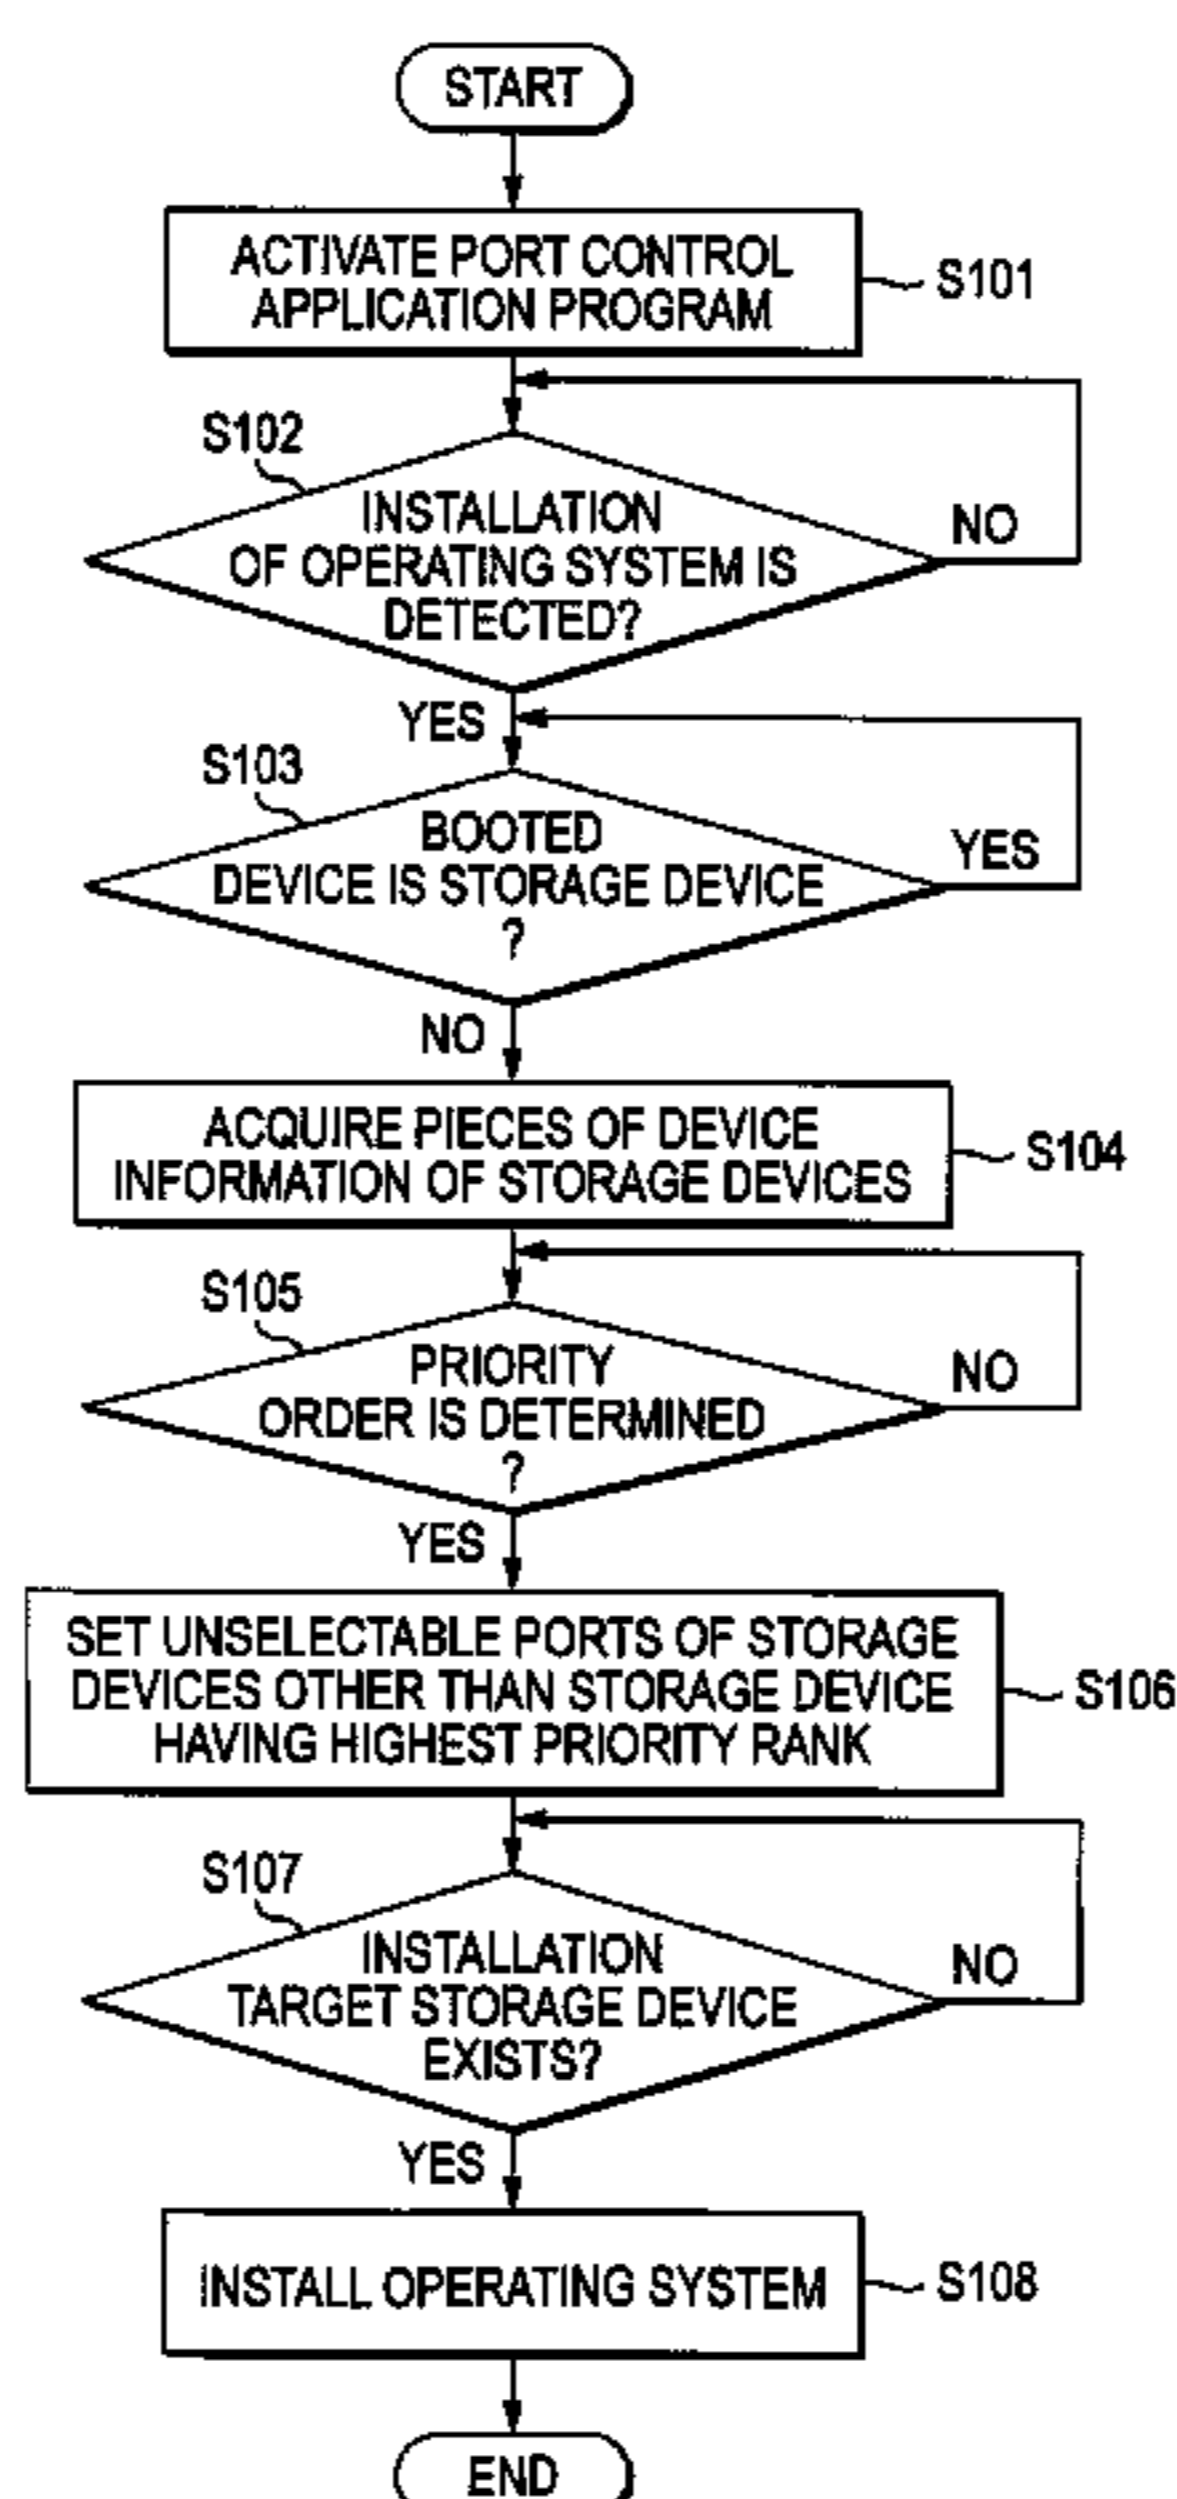 START
ACTIVATE PORT CONTROL
APPLICATION PROGRAM
S101
S102
INSTALLATION
OF OPERATING SYSTEM IS
DETECTED?
NO
YES
S103
BOOTED
DEVICE IS STORAGE DEVICE
?
YES
NO
ACQUIRE PIECES OF DEVICE
INFORMATION OF STORAGE DEVICES
S104
S105
PRIORITY
ORDER IS DETERMINED
?
NO
YES
SET UNSELECTABLE PORTS OF STORAGE
DEVICES OTHER THAN STORAGE DEVICE
HAVING HIGHEST PRIORITY RANK
S106
S107
INSTALLATION
TARGET STORAGE DEVICE
EXISTS?
NO
YES
INSTALL OPERATING SYSTEM
S108
END